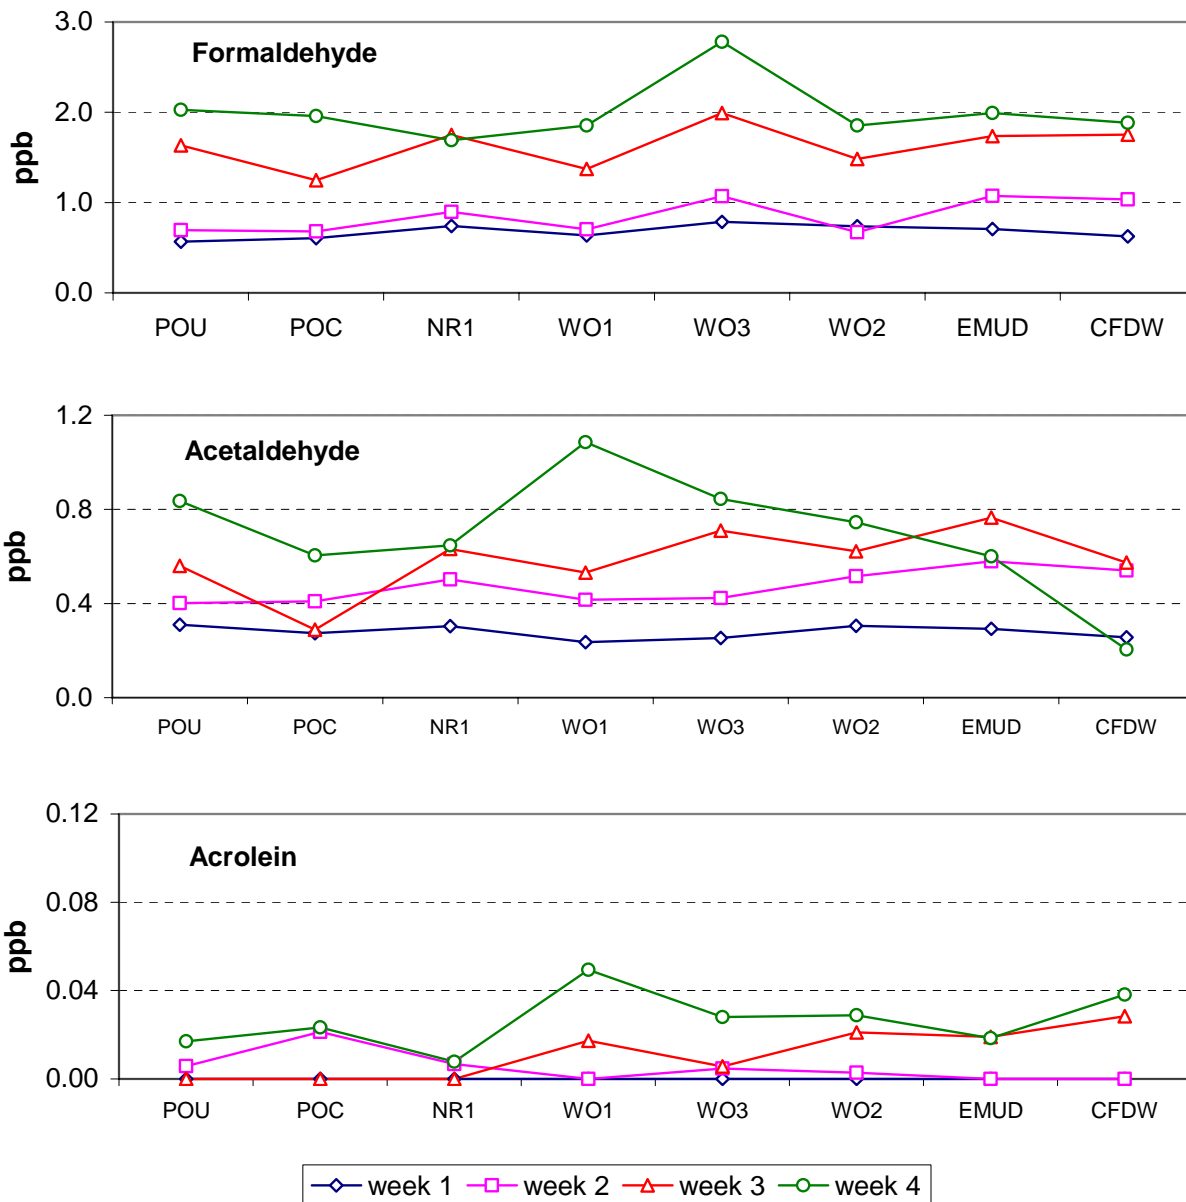 3.0
Formaldehyde
2.0
ppb
1.0
0.0
POU POC NR1 WO1 WO3 WO2 EMUD CFDW
1.2
Acetaldehyde
0.8
ppb
0.4
0.0
POU POC NR1 WO1 WO3 WO2 EMUD CFDW
0.12
Acrolein
0.08
ppb
0.04
0.00
POU POC NR1 WO1 WO3 WO2 EMUD CFDW
week 1 week 2 week 3 week 4